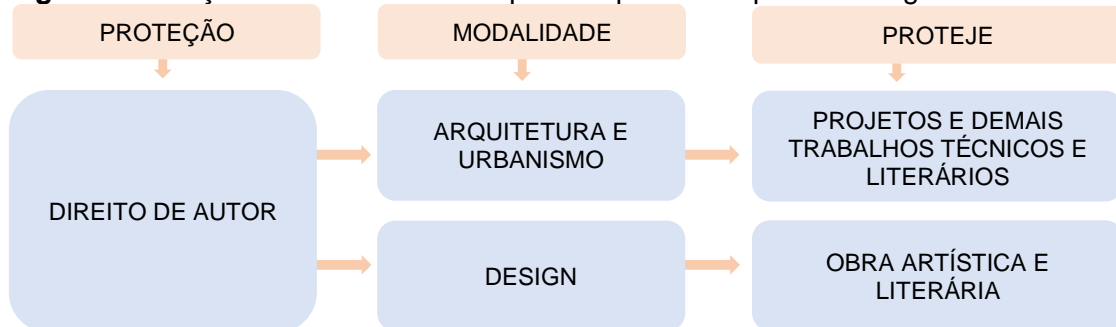 PROTEÇÃO
MODALIDADE
PROTEJE
DIREITO DE AUTOR
ARQUITETURA E
URBANISMO
PROJETOS E DEMAIS
TRABALHOS TÉCNICOS E
LITERÁRIOS
DESIGN
OBRA ARTÍSTICA E
LITERÁRIA